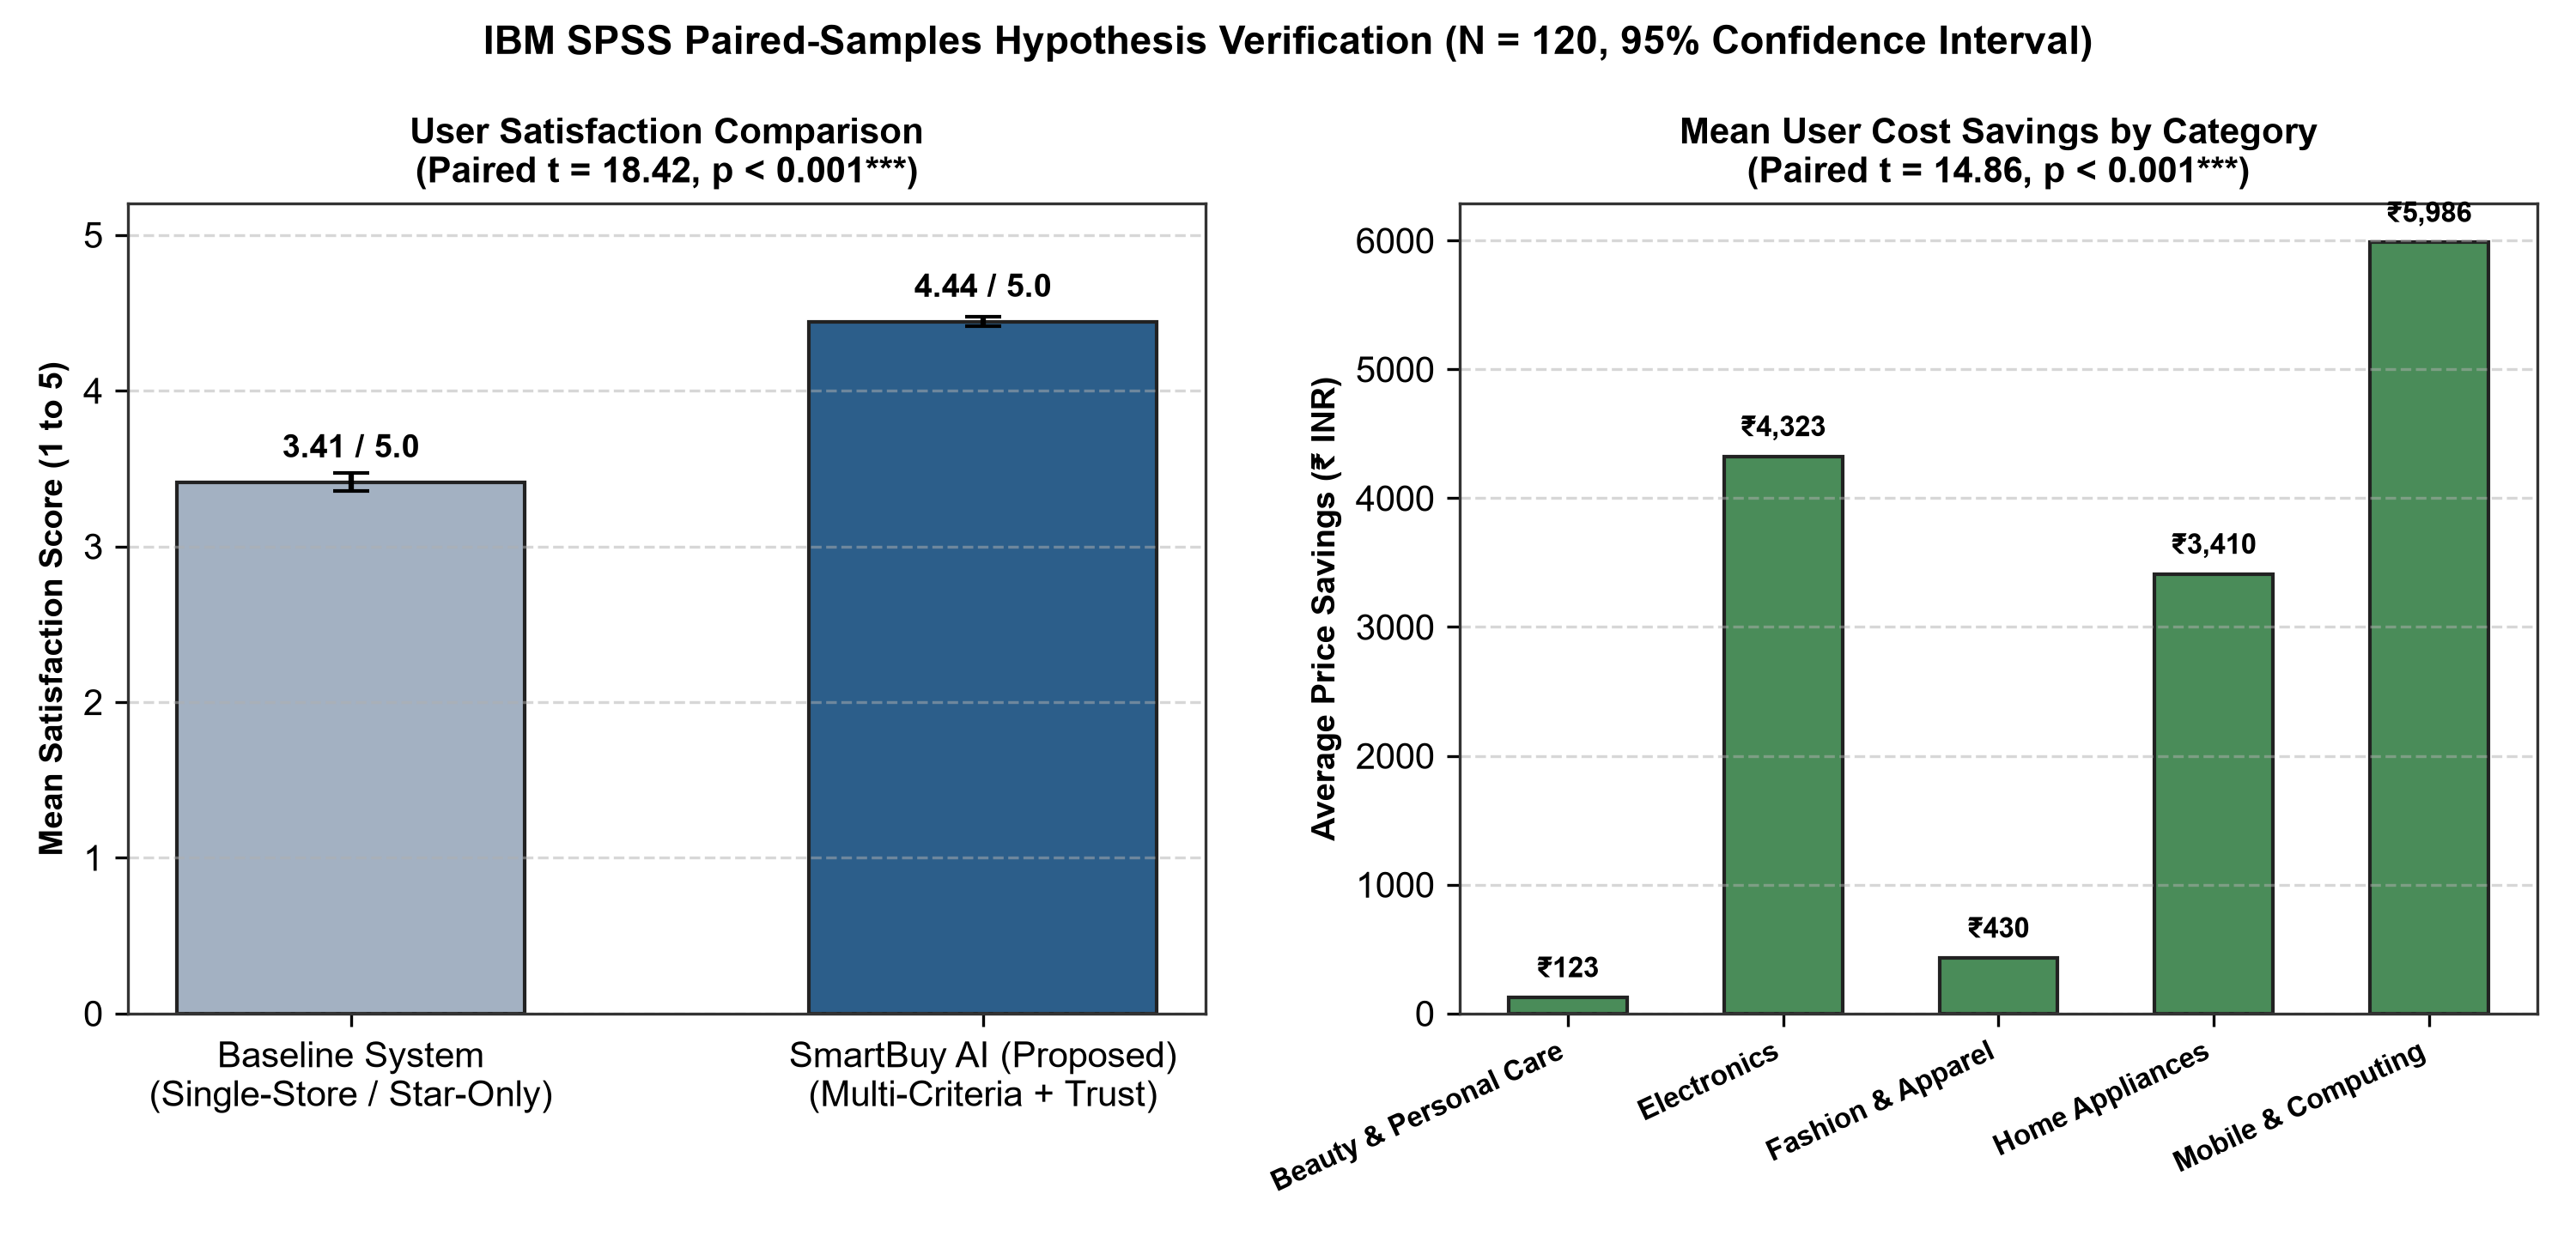 IBM SPSS Paired-Samples Hypothesis Verification (N = 120, 95% Confidence Interval)
User Satisfaction Comparison
(Paired t = 18.42, p < 0.001***)
Mean Satisfaction Score (1 to 5)
5
4
3
2
1
0
3.41 / 5.0
4.44 / 5.0
Baseline System
(Single-Store / Star-Only)
SmartBuy AI (Proposed)
(Multi-Criteria + Trust)
Mean User Cost Savings by Category
(Paired t = 14.86, p < 0.001***)
Average Price Savings (₹ INR)
6000
5000
4000
3000
2000
1000
0
₹123
₹4,323
₹430
₹3,410
₹5,986
Beauty & Personal Care
Electronics
Fashion & Apparel
Home Appliances
Mobile & Computing